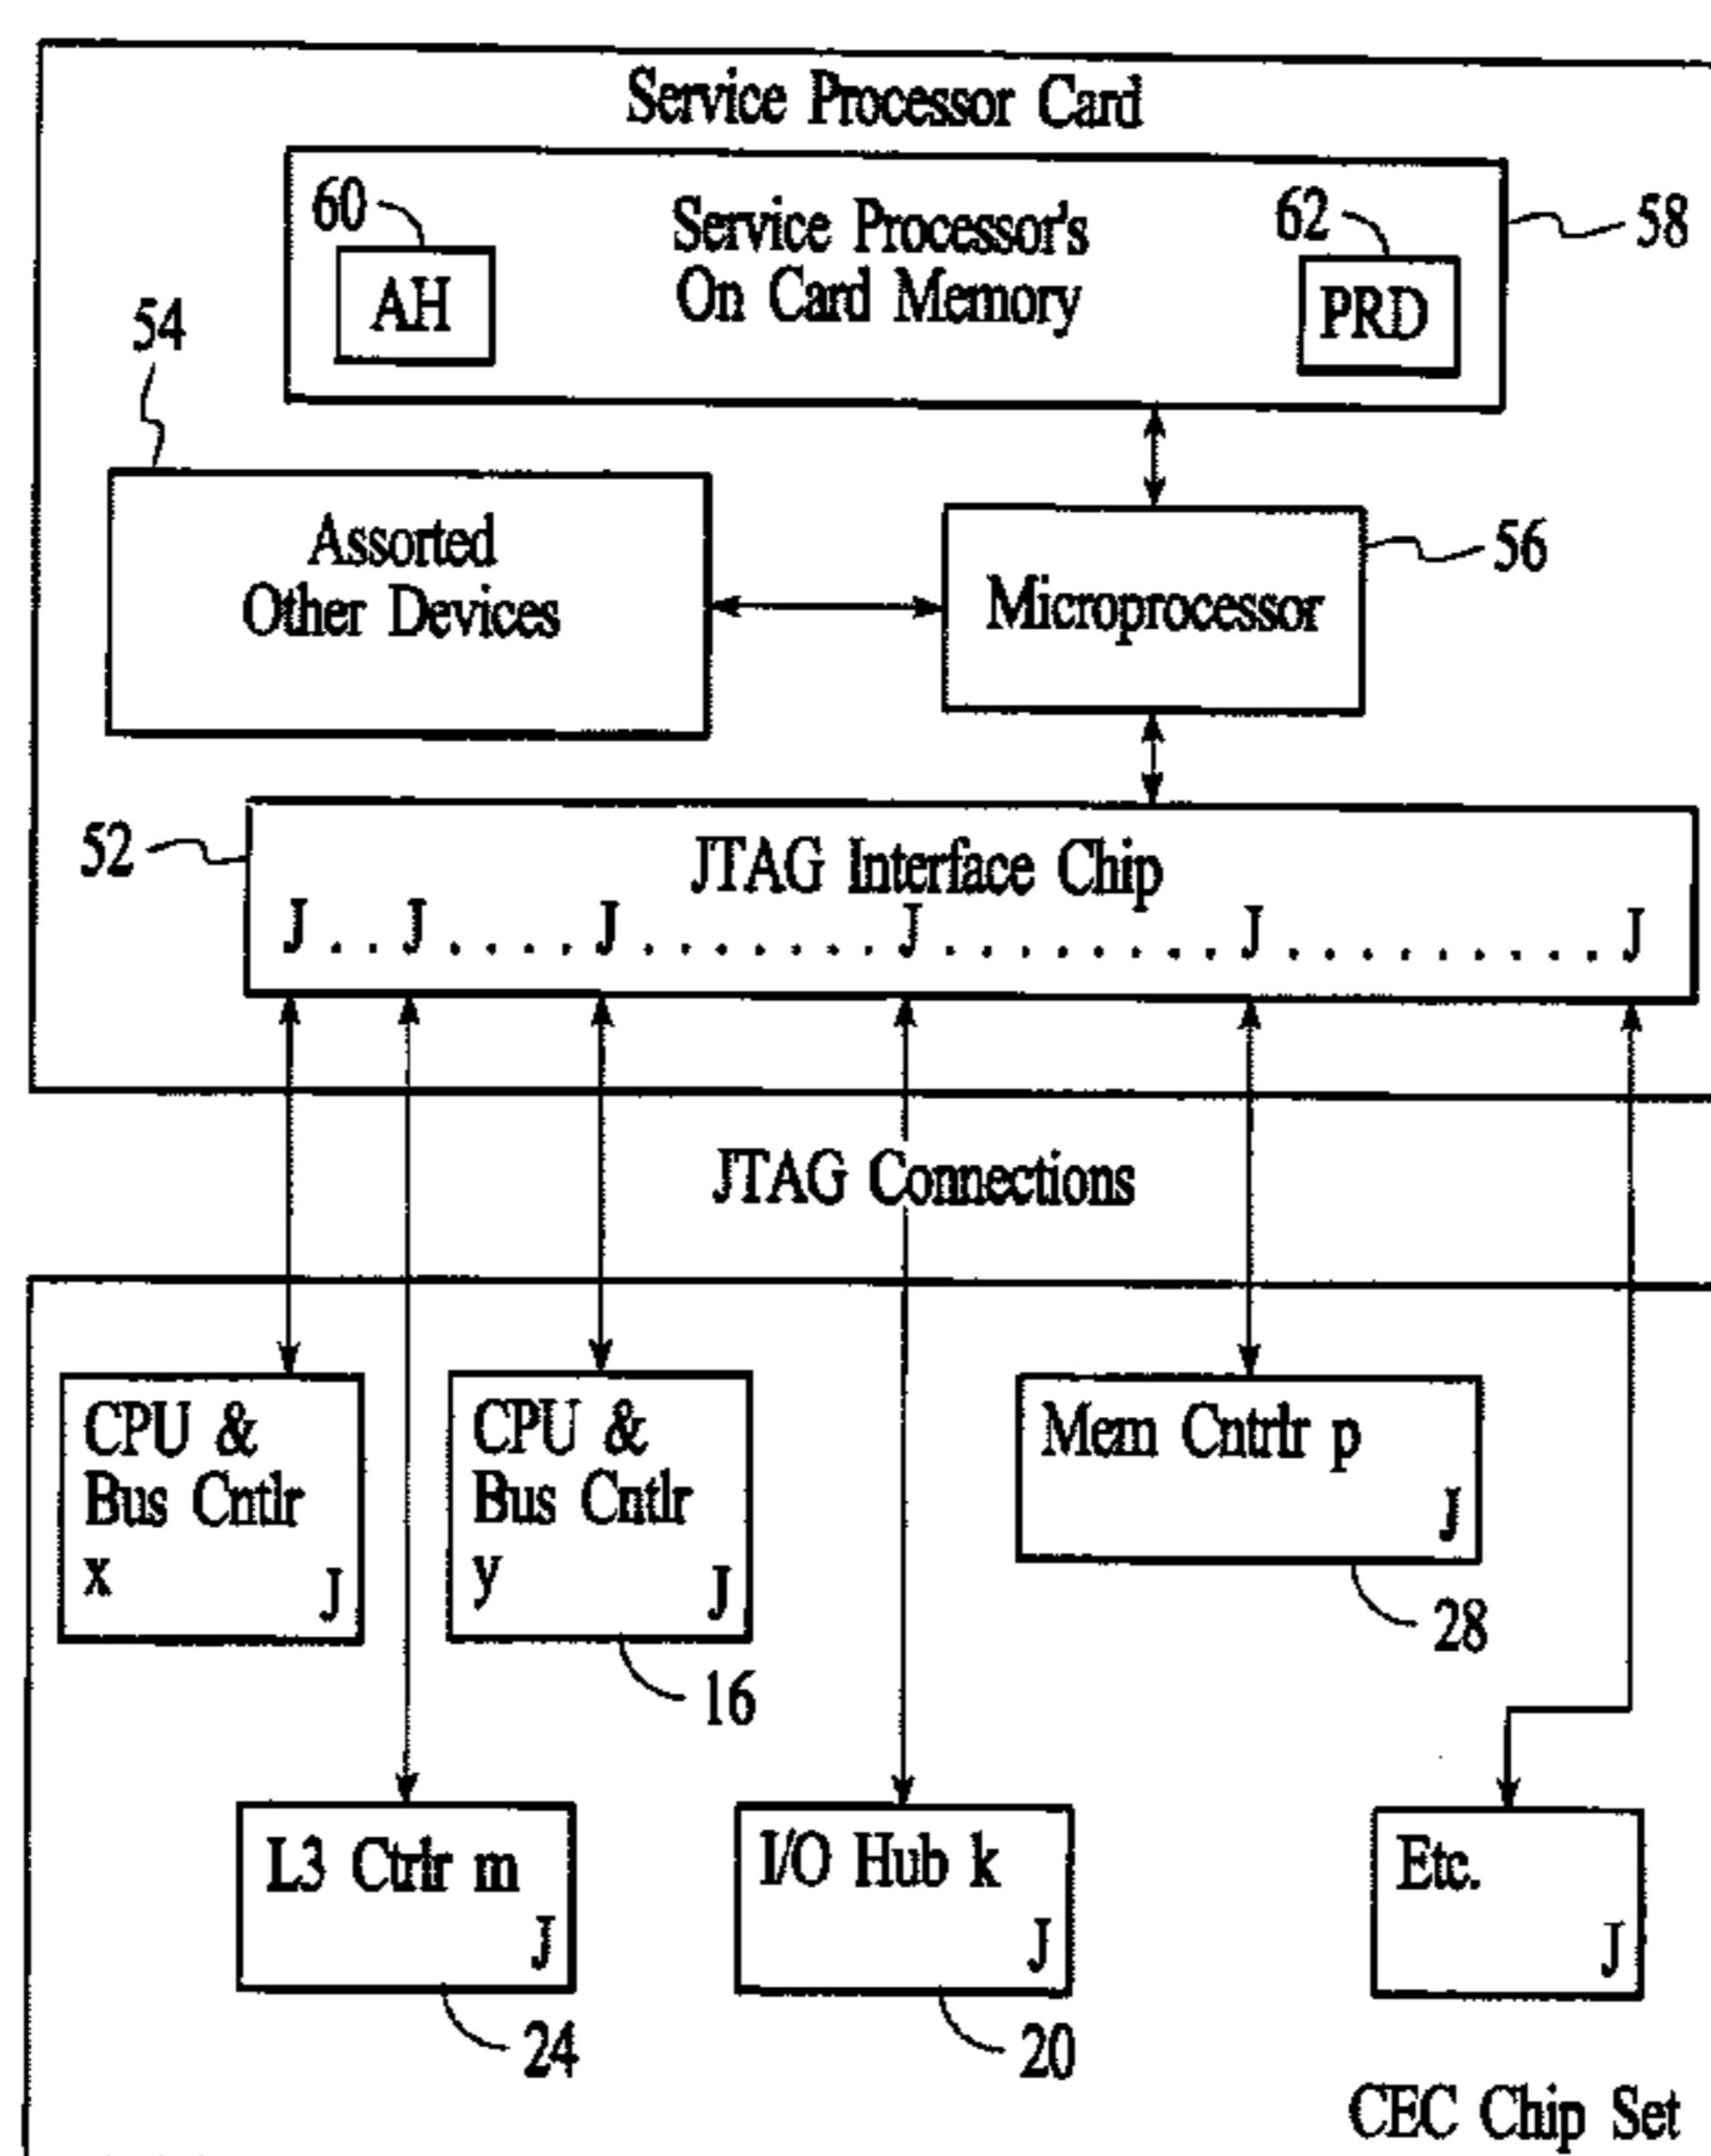 Service Processor Card
60
Service Processor's
On Card Memory
62
58
AH
PRD
54
Assorted
Other Devices
Microprocessor
56
52
JTAG Interface Chip
J . . J . . . . J . . . . . . . J . . . . . . . . J . . . . . . . . . J
JTAG Connections
CPU &
Bus Cntlr
x
J
CPU &
Bus Cntlr
y
J
16
Mem Cntrlr p
J
28
L3 Ctrlr m
J
24
I/O Hub k
J
20
Etc.
J
CEC Chip Set